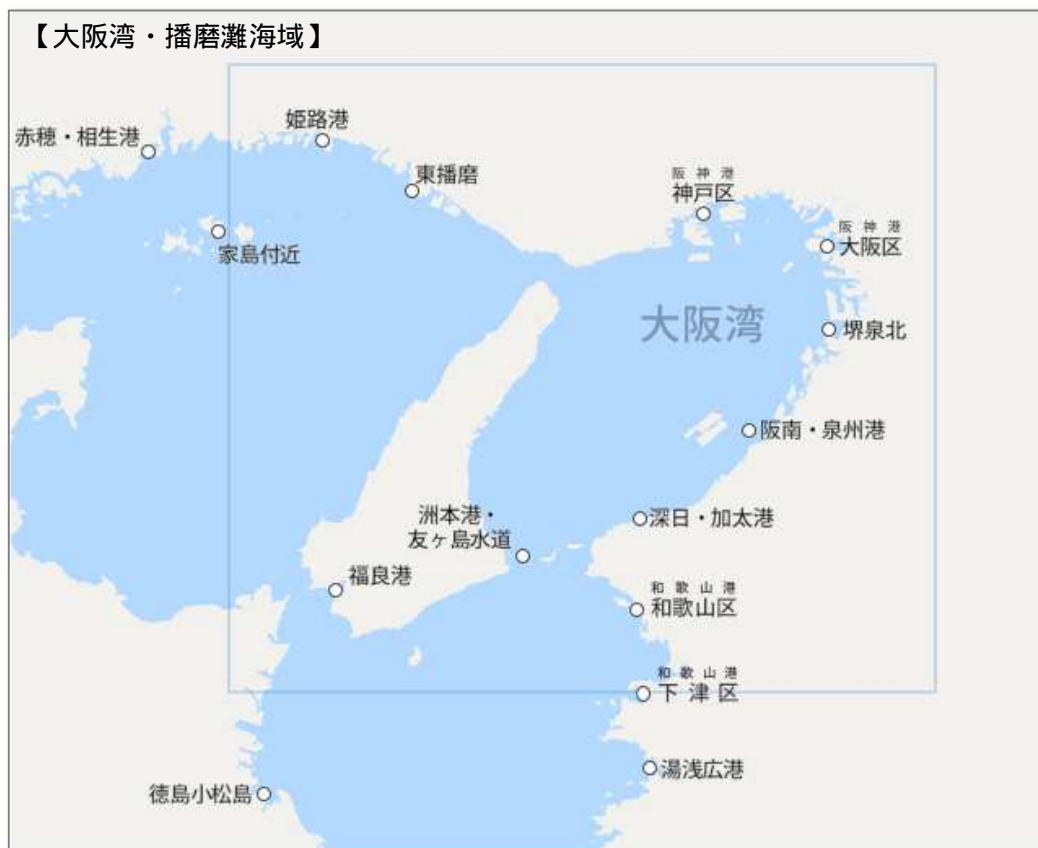 【大阪湾・播磨灘海域】
姫路港
赤穂・相生港
東播磨
阪神港
神戸区
阪神港
大阪区
家島付近
大阪湾
堺泉北
阪南・泉州港
洲本港・
友ヶ島水道
深日・加太港
福良港
和歌山港
和歌山区
和歌山港
下津区
湯浅広港
徳島小松島